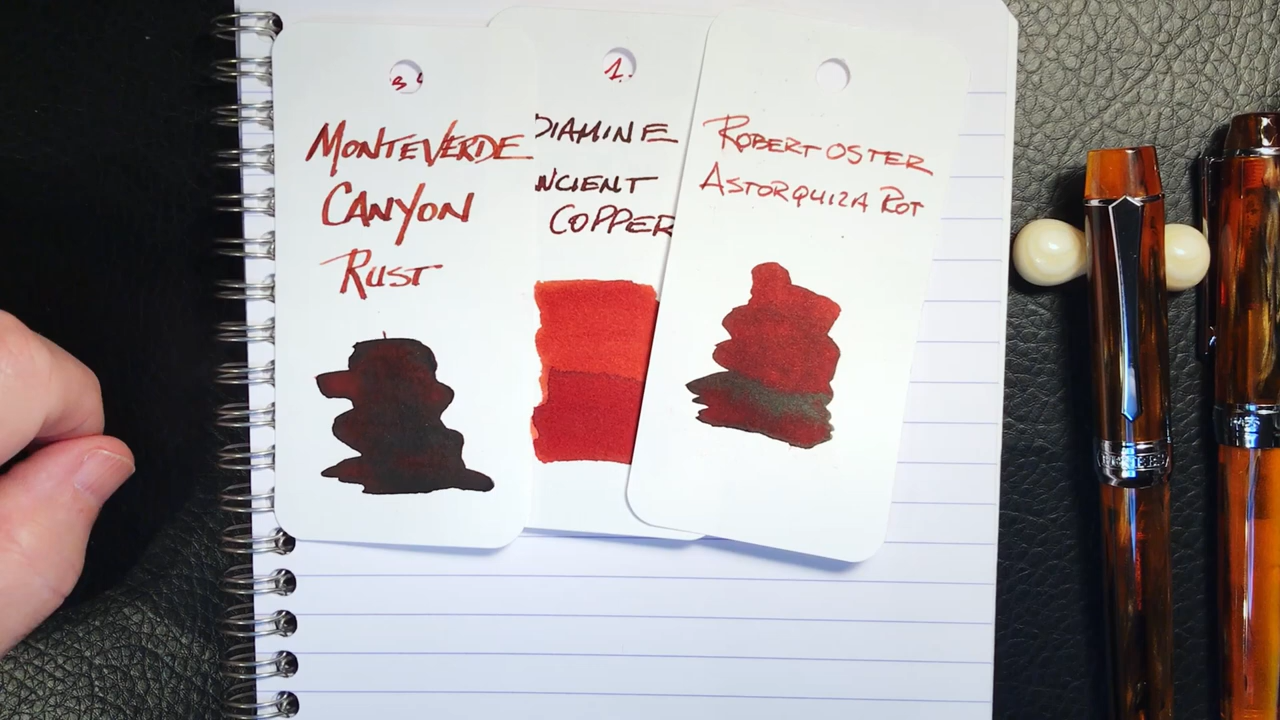 MONTEVERDE
CANYON
RUST
1.
DIAMINE
NCIENT
COPPER
ROBERT OSTER
ASTORQUIZA ROT